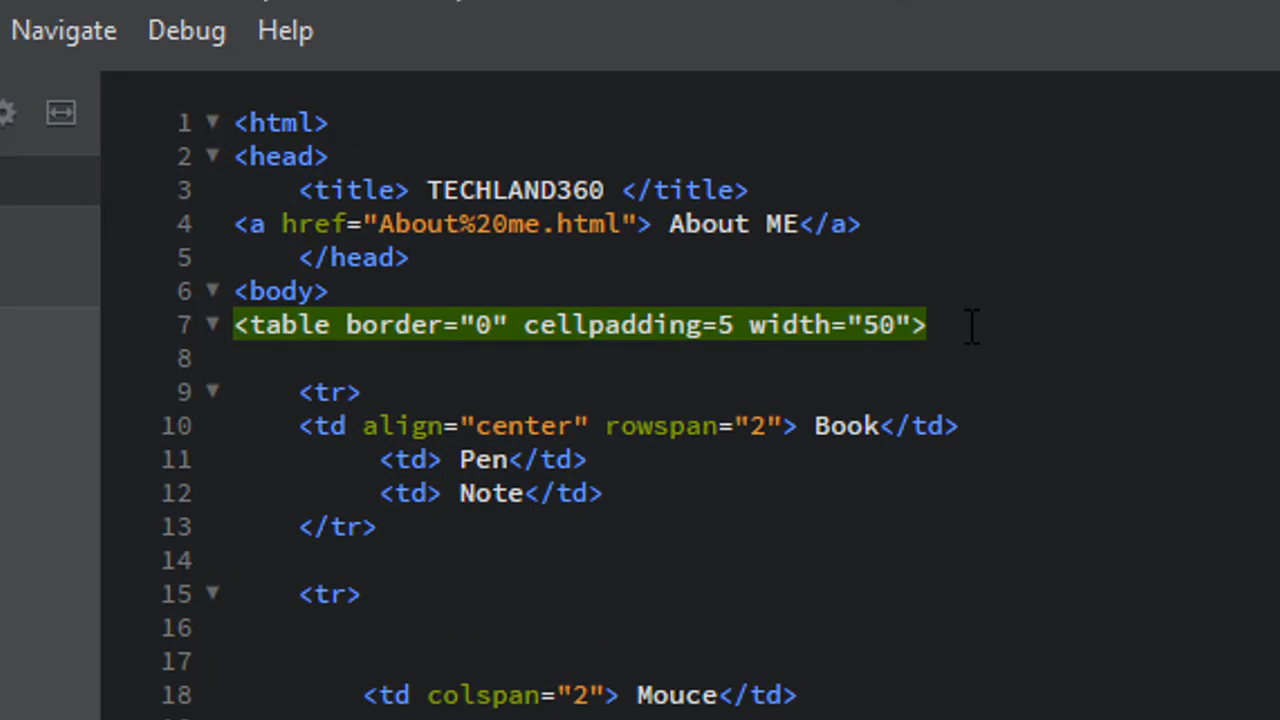 Navigate Debug Help
1 <html>
2 <head>
3 <title> TECHLAND360 </title>
4 <a href="About%20me.html"> About ME</a>
5 </head>
6 <body>
7 <table border="0" cellpadding=5 width="50">
8
9 <tr>
10 <td align="center" rowspan="2"> Book</td>
11 <td> Pen</td>
12 <td> Note</td>
13 </tr>
14
15 <tr>
16
17
18 <td colspan="2"> Mouce</td>